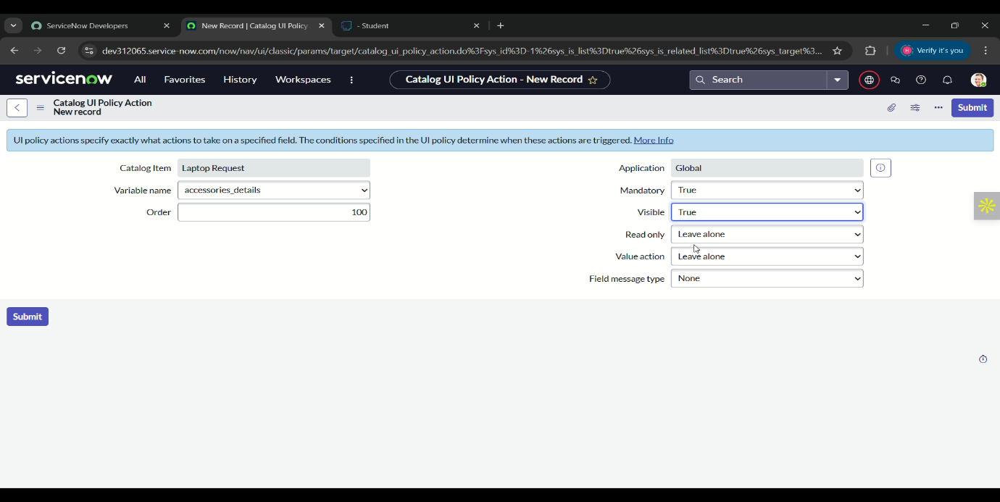 ServiceNow Developers
New Record | Catalog UI Policy
- Student
dev312065.service-now.com/now/nav/ui/classic/params/target/catalog_ui_policy_action.do%3Fsys_id%3D-1%26sys_is_list%3Dtrue%26sys_is_related_list%3Dtrue%26sys_target%3...
H Verify it's you
servicenow All Favorites History Workspaces Catalog UI Policy Action - New Record Search
Catalog UI Policy Action
New record
Submit
UI policy actions specify exactly what actions to take on a specified field. The conditions specified in the UI policy determine when these actions are triggered. More Info
Catalog Item Laptop Request
Variable name accessories_details
Order 100
Application Global
Mandatory True
Visible True
Read only Leave alone
Value action Leave alone
Field message type None
Submit